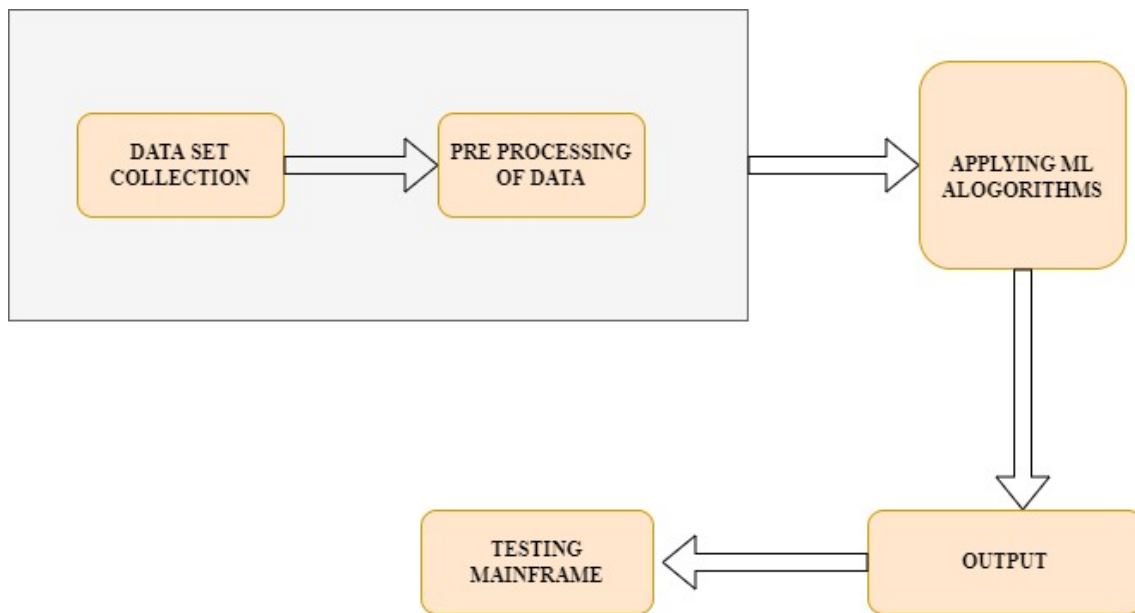 DATA SET
COLLECTION
PRE PROCESSING
OF DATA
APPLYING ML
ALOGORITHMS
TESTING
MAINFRAME
OUTPUT